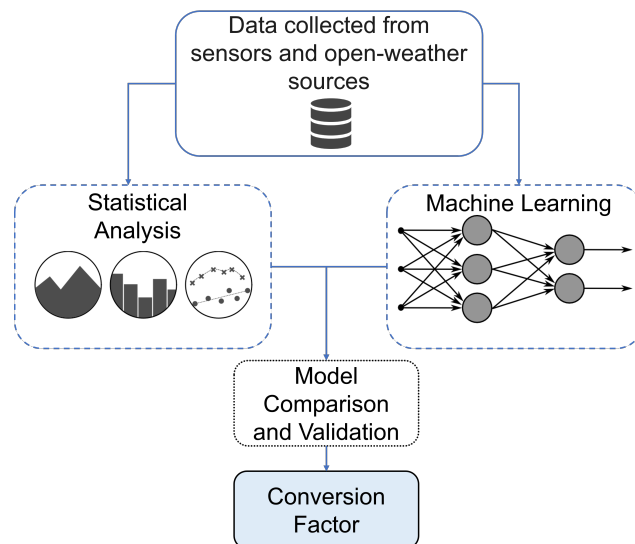 Data collected from
sensors and open-weather
sources
Statistical
Analysis
Machine Learning
Model
Comparison
and Validation
Conversion
Factor